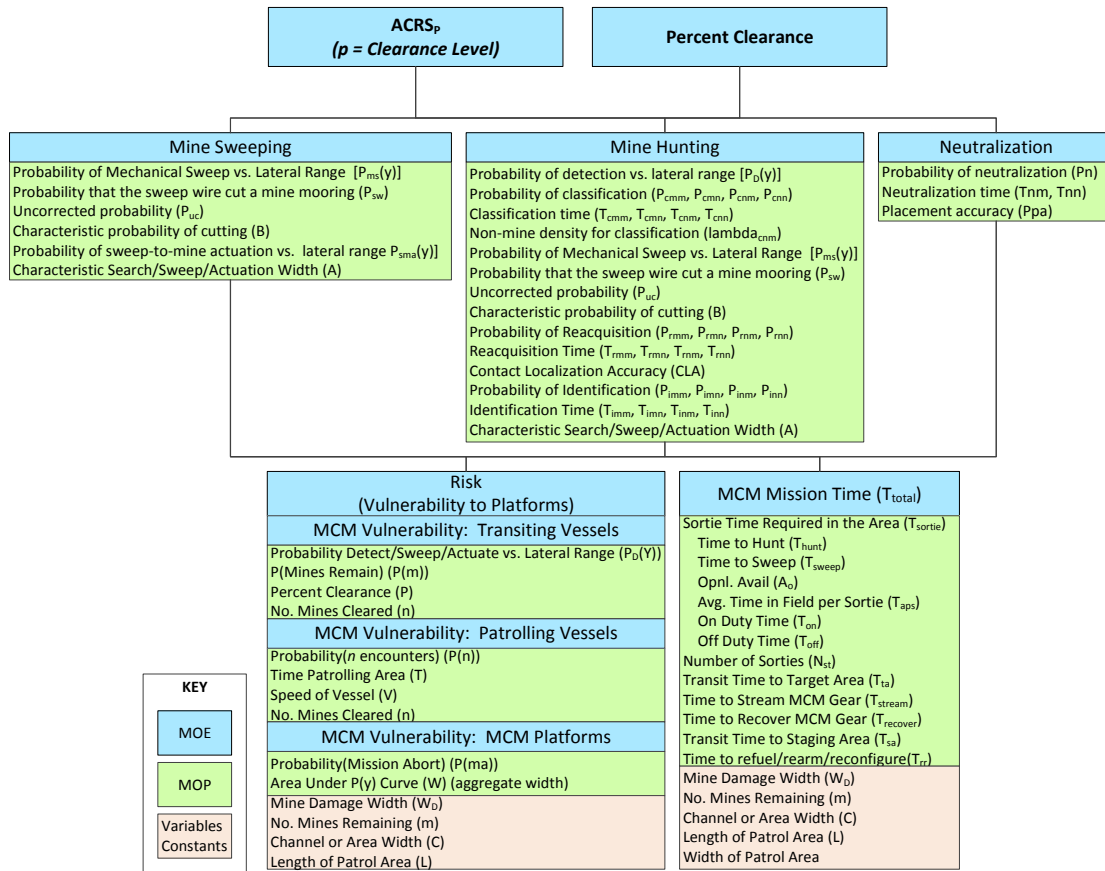 ACRSP
(p = Clearance Level)
Percent Clearance
Mine Sweeping
Probability of Mechanical Sweep vs. Lateral Range [Pms(y)]
Probability that the sweep wire cut a mine mooring (Psw)
Uncorrected probability (Puc)
Characteristic probability of cutting (B)
Probability of sweep-to-mine actuation vs. lateral range Psma(y)]
Characteristic Search/Sweep/Actuation Width (A)
Mine Hunting
Probability of detection vs. lateral range [PD(y)]
Probability of classification (Pcmm, Pcmn, Pcnm, Pcnn)
Classification time (Tcmm, Tcmn, Tcnm, Tcnn)
Non-mine density for classification (lambdacnm)
Probability of Mechanical Sweep vs. Lateral Range [Pms(y)]
Probability that the sweep wire cut a mine mooring (Psw)
Uncorrected probability (Puc)
Characteristic probability of cutting (B)
Probability of Reacquisition (Prmm, Prmn, Prnm, Prnn)
Reacquisition Time (Trmm, Trmn, Trnm, Trnn)
Contact Localization Accuracy (CLA)
Probability of Identification (Pimm, Pimn, Pinm, Pinn)
Identification Time (Timm, Timn, Tinm, Tinn)
Characteristic Search/Sweep/Actuation Width (A)
Neutralization
Probability of neutralization (Pn)
Neutralization time (Tnm, Tnn)
Placement accuracy (Ppa)
Risk
(Vulnerability to Platforms)
MCM Vulnerability: Transiting Vessels
Probability Detect/Sweep/Actuate vs. Lateral Range (PD(Y))
P(Mines Remain) (P(m))
Percent Clearance (P)
No. Mines Cleared (n)
MCM Vulnerability: Patrolling Vessels
Probability(n encounters) (P(n))
Time Patrolling Area (T)
Speed of Vessel (V)
No. Mines Cleared (n)
MCM Vulnerability: MCM Platforms
Probability(Mission Abort) (P(ma))
Area Under P(y) Curve (W) (aggregate width)
Mine Damage Width (WD)
No. Mines Remaining (m)
Channel or Area Width (C)
Length of Patrol Area (L)
MCM Mission Time (Ttotal)
Sortie Time Required in the Area (Tsortie)
Time to Hunt (Thunt)
Time to Sweep (Tsweep)
Opnl. Avail (Ao)
Avg. Time in Field per Sortie (Taps)
On Duty Time (Ton)
Off Duty Time (Toff)
Number of Sorties (Nst)
Transit Time to Target Area (Tta)
Time to Stream MCM Gear (Tstream)
Time to Recover MCM Gear (Trecover)
Transit Time to Staging Area (Tsa)
Time to refuel/rearm/reconfigure(Trr)
Mine Damage Width (WD)
No. Mines Remaining (m)
Channel or Area Width (C)
Length of Patrol Area (L)
Width of Patrol Area
KEY
MOE
MOP
Variables
Constants